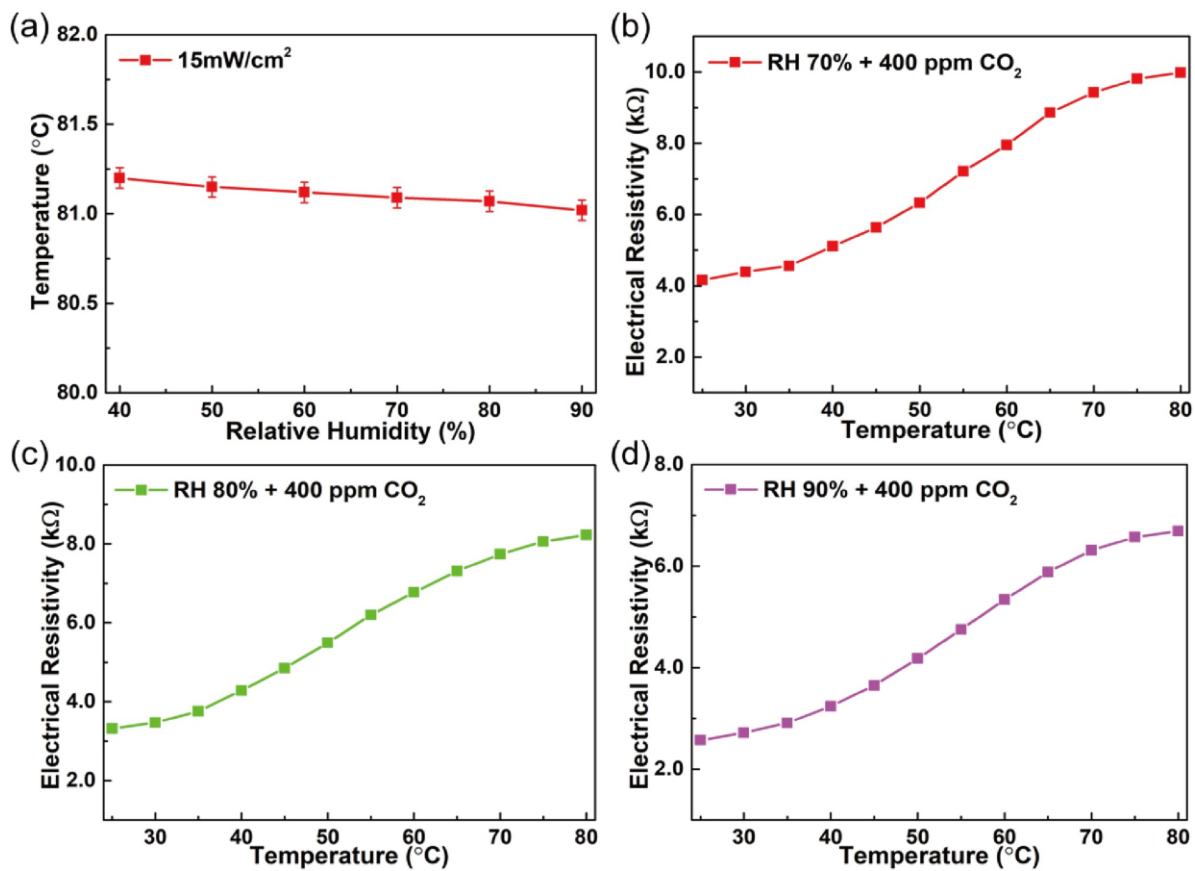 (a)
82.0
81.5
81.0
80.5
80.0
Temperature (°C)
15mW/cm²
40 50 60 70 80 90
Relative Humidity (%)
(b)
10.0
8.0
6.0
4.0
2.0
Electrical Resistivity (kΩ)
RH 70% + 400 ppm CO₂
30 40 50 60 70 80
Temperature (°C)
(c)
10.0
8.0
6.0
4.0
2.0
Electrical Resistivity (kΩ)
RH 80% + 400 ppm CO₂
30 40 50 60 70 80
Temperature (°C)
(d)
8.0
6.0
4.0
2.0
Electrical Resistivity (kΩ)
RH 90% + 400 ppm CO₂
30 40 50 60 70 80
Temperature (°C)